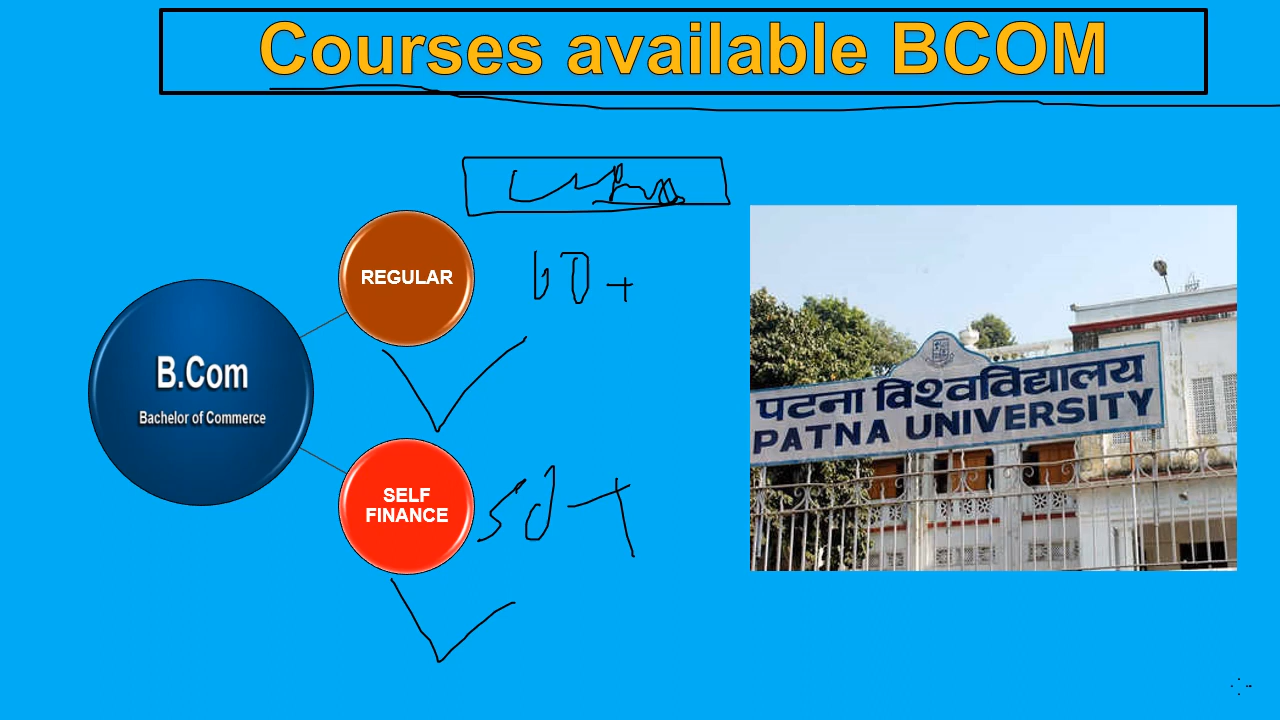 Courses available BCOM
REGULAR
60+
B.Com
Bachelor of Commerce
SELF
FINANCE
50+
पटना विश्वविद्यालय
PATNA UNIVERSITY